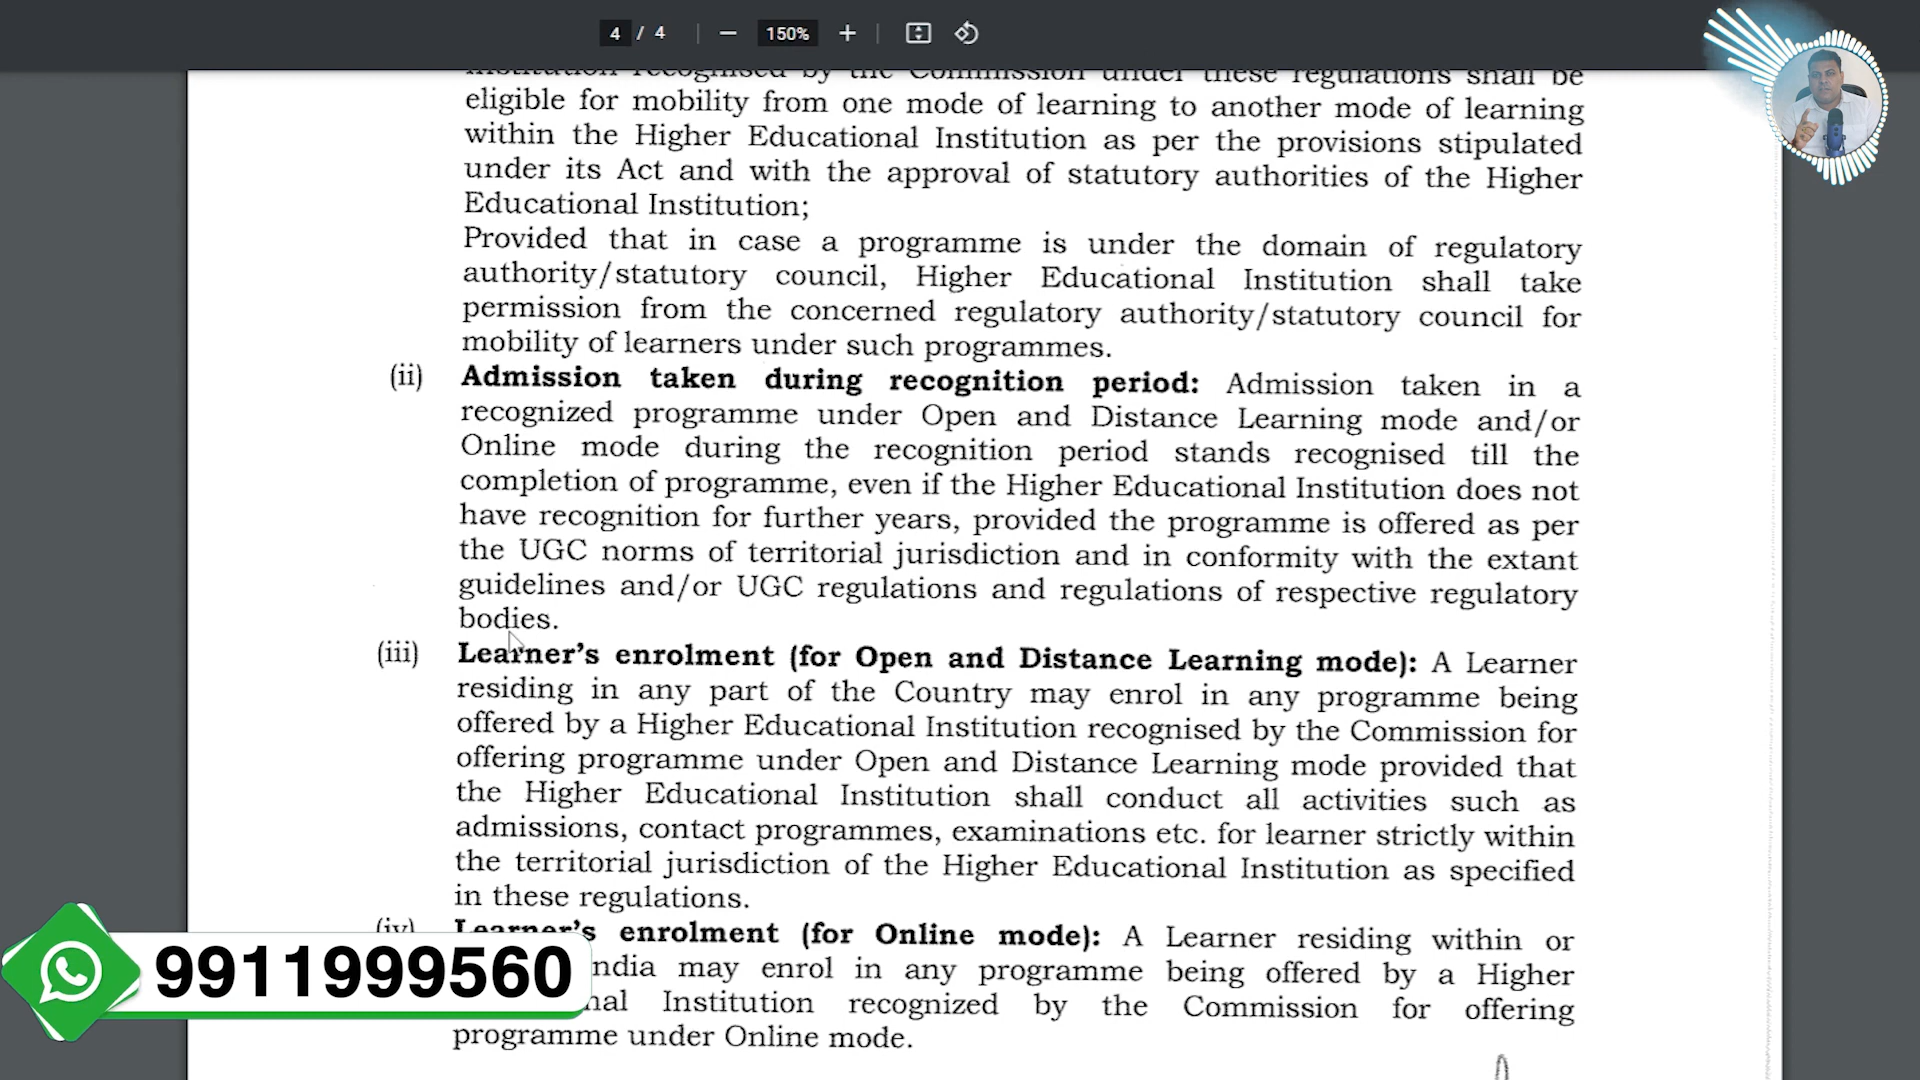 4 / 4
150%
institution recognised by the Commission under these regulations shall be
eligible for mobility from one mode of learning to another mode of learning
within the Higher Educational Institution as per the provisions stipulated
under its Act and with the approval of statutory authorities of the Higher
Educational Institution;
Provided that in case a programme is under the domain of regulatory
authority/statutory council, Higher Educational Institution shall take
permission from the concerned regulatory authority/statutory council for
mobility of learners under such programmes.
(ii) Admission taken during recognition period: Admission taken in a
recognized programme under Open and Distance Learning mode and/or
Online mode during the recognition period stands recognised till the
completion of programme, even if the Higher Educational Institution does not
have recognition for further years, provided the programme is offered as per
the UGC norms of territorial jurisdiction and in conformity with the extant
guidelines and/or UGC regulations and regulations of respective regulatory
bodies.
(iii) Learner's enrolment (for Open and Distance Learning mode): A Learner
residing in any part of the Country may enrol in any programme being
offered by a Higher Educational Institution recognised by the Commission for
offering programme under Open and Distance Learning mode provided that
the Higher Educational Institution shall conduct all activities such as
admissions, contact programmes, examinations etc. for learner strictly within
the territorial jurisdiction of the Higher Educational Institution as specified
in these regulations.
(iv) Learner's enrolment (for Online mode): A Learner residing within or
ndia may enrol in any programme being offered by a Higher
nal Institution recognized by the Commission for offering
programme under Online mode.
9911999560